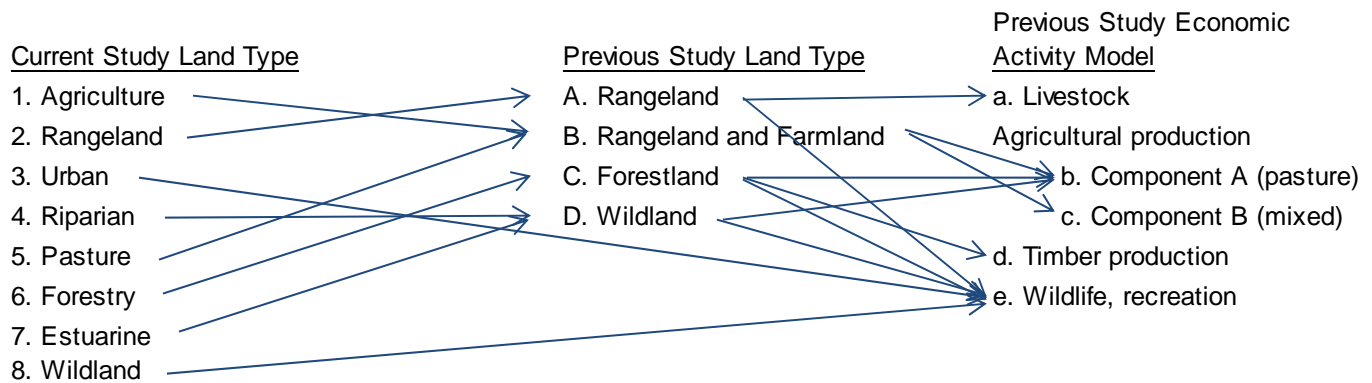 Current Study Land Type
1. Agriculture
2. Rangeland
3. Urban
4. Riparian
5. Pasture
6. Forestry
7. Estuarine
8. Wildland
Previous Study Land Type
A. Rangeland
B. Rangeland and Farmland
C. Forestland
D. Wildland
Previous Study Economic
Activity Model
a. Livestock
Agricultural production
b. Component A (pasture)
c. Component B (mixed)
d. Timber production
e. Wildlife, recreation